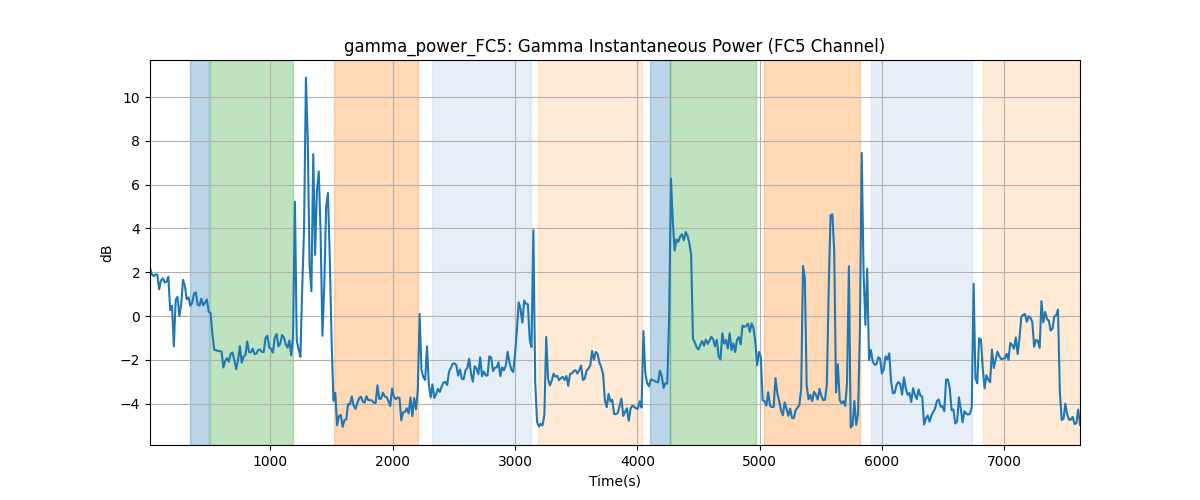 gamma_power_FC5: Gamma Instantaneous Power (FC5 Channel)
10
8
6
4
2
0
−2
−4
dB
1000 2000 3000 4000 5000 6000 7000
Time(s)